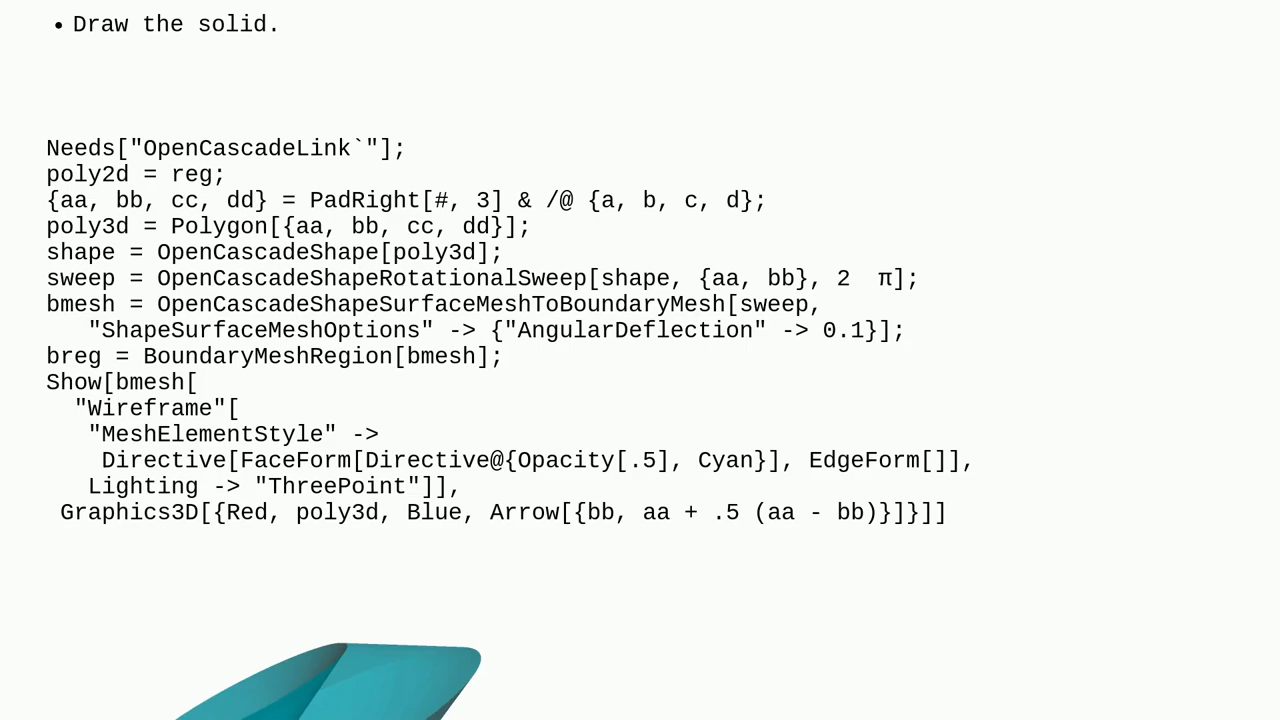 • Draw the solid.
Needs["OpenCascadeLink`"];
poly2d = reg;
{aa, bb, cc, dd} = PadRight[#, 3] & /@ {a, b, c, d};
poly3d = Polygon[{aa, bb, cc, dd}];
shape = OpenCascadeShape[poly3d];
sweep = OpenCascadeShapeRotationalSweep[shape, {aa, bb}, 2  π];
bmesh = OpenCascadeShapeSurfaceMeshToBoundaryMesh[sweep,
   "ShapeSurfaceMeshOptions" -> {"AngularDeflection" -> 0.1}];
breg = BoundaryMeshRegion[bmesh];
Show[bmesh[
  "Wireframe"[
   "MeshElementStyle" ->
    Directive[FaceForm[Directive@{Opacity[.5], Cyan}], EdgeForm[]],
   Lighting -> "ThreePoint"]],
 Graphics3D[{Red, poly3d, Blue, Arrow[{bb, aa + .5 (aa - bb)}]}]]